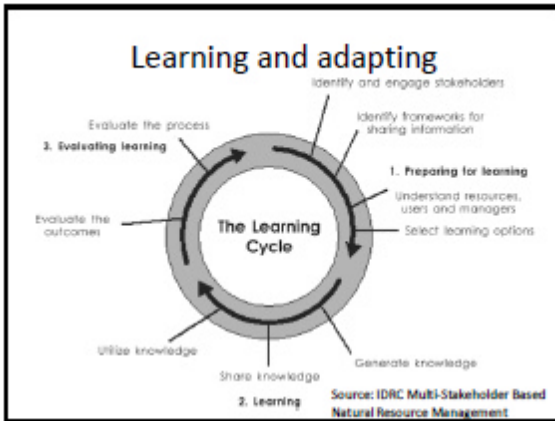 Learning and adapting
Identify and engage stakeholders
Identify frameworks for
sharing information
1. Preparing for learning
Understand resources,
users and managers
Select learning options
Generate knowledge
Share knowledge
2. Learning
Utilize knowledge
Evaluate the
outcomes
3. Evaluating learning
Evaluate the process
The Learning
Cycle
Source: IDRC Multi-Stakeholder Based
Natural Resource Management